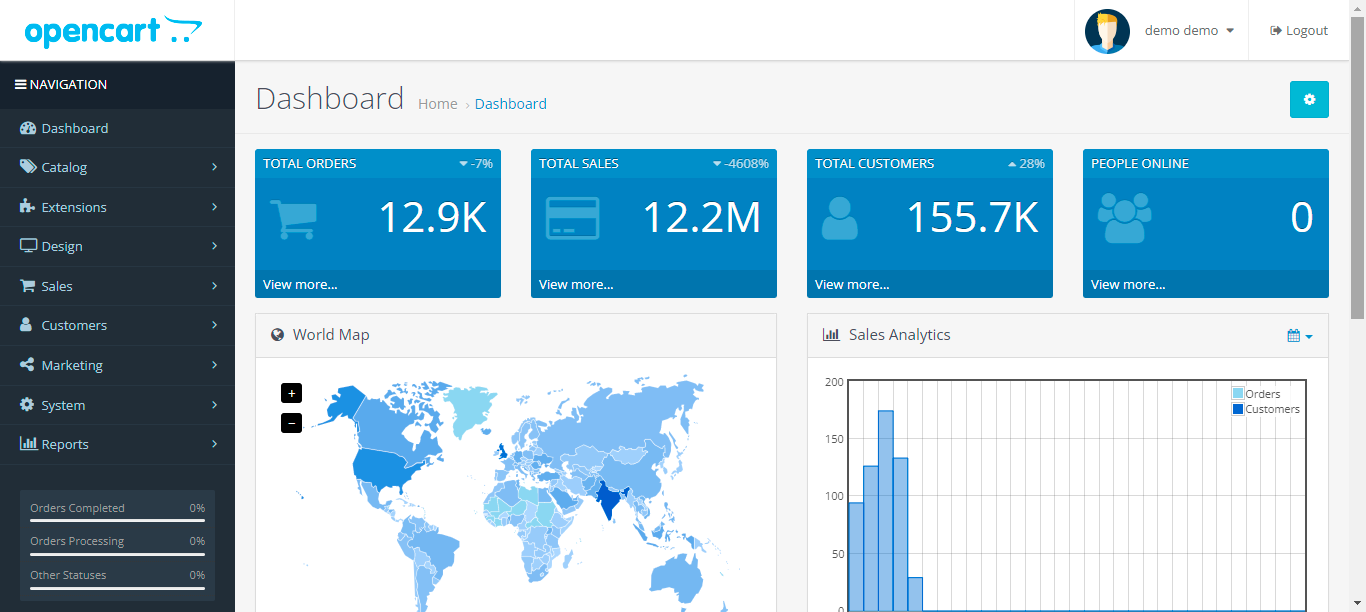 opencart
demo demo
Logout
NAVIGATION
Dashboard
Catalog
Extensions
Design
Sales
Customers
Marketing
System
Reports
Orders Completed 0%
Orders Processing 0%
Other Statuses 0%
Dashboard
Home › Dashboard
TOTAL ORDERS -7%
12.9K
View more...
TOTAL SALES -4608%
12.2M
View more...
TOTAL CUSTOMERS 28%
155.7K
View more...
PEOPLE ONLINE
0
View more...
World Map
+
−
Sales Analytics
200
150
100
50
0
Orders
Customers